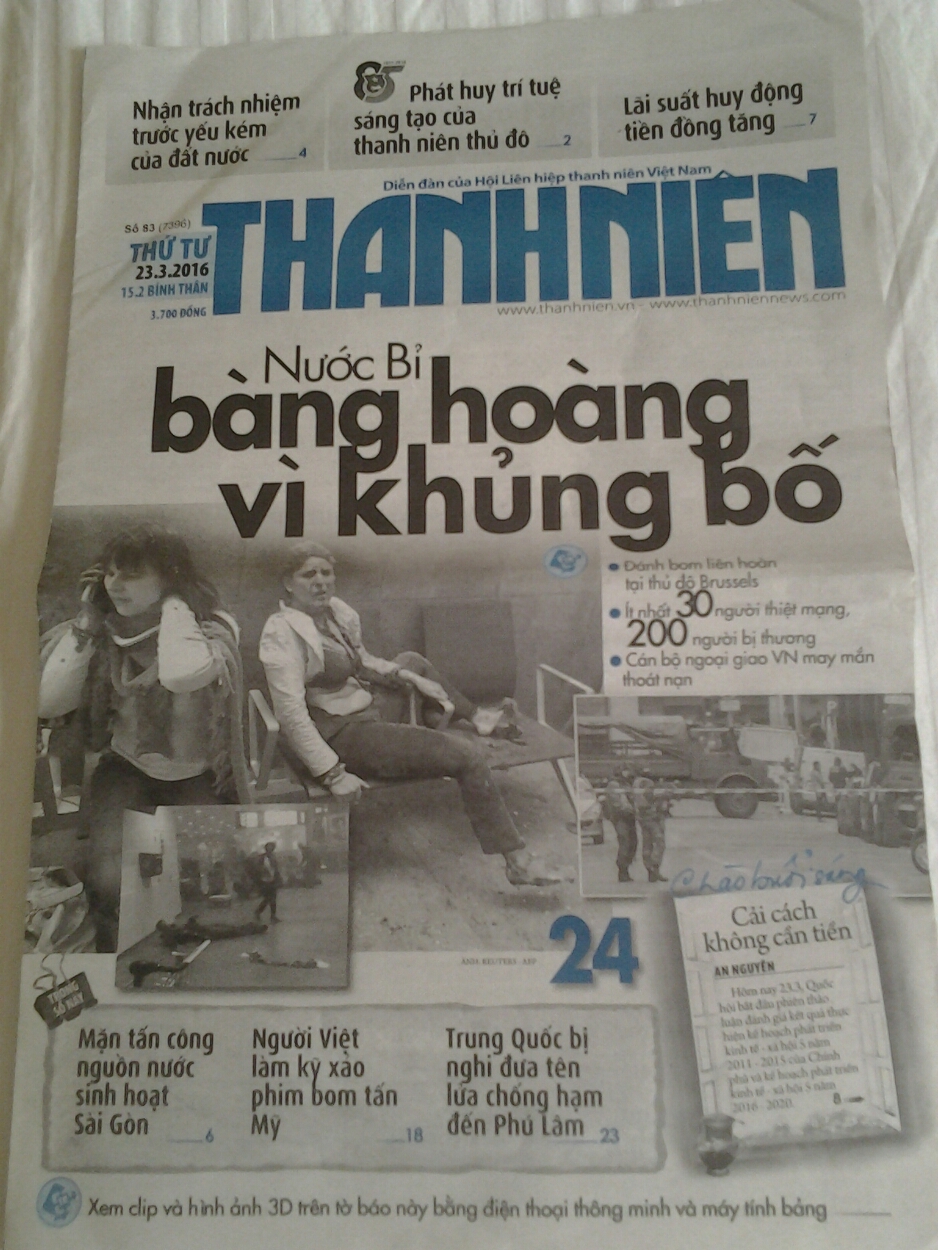 Nhận trách nhiệm
trước yếu kém
của đất nước 4
85
Phát huy trí tuệ
sáng tạo của
thanh niên thủ đô 2
Lãi suất huy động
tiền đồng tăng 7
Diễn đàn của Hội Liên hiệp thanh niên Việt Nam
THANH NIÊN
Số 83 (7396)
THỨ TƯ
23.3.2016
15.2 BÍNH THÂN
3.700 ĐỒNG
www.thanhnien.vn - www.thanhniennews.com
Nước Bỉ
bàng hoàng
vì khủng bố
• Đánh bom liên hoàn
tại thủ đô Brussels
• Ít nhất 30 người thiệt mạng,
200 người bị thương
• Cán bộ ngoại giao VN may mắn
thoát nạn
ẢNH: REUTERS - AFP
24
Chào buổi sáng
Cải cách
không cần tiền
AN NGUYÊN
Hôm nay 23.3, Quốc
hội bắt đầu phiên thảo
luận đánh giá kết quả thực
hiện kế hoạch phát triển
kinh tế - xã hội 5 năm
2011 - 2015 của Chính
phủ và kế hoạch phát triển
kinh tế - xã hội 5 năm
2016 - 2020. 8
TRONG
SỐ NÀY
Mặn tấn công
nguồn nước
sinh hoạt
Sài Gòn 6
Người Việt
làm kỹ xảo
phim bom tấn
Mỹ 18
Trung Quốc bị
nghi đưa tên
lửa chống hạm
đến Phú Lâm 23
Xem clip và hình ảnh 3D trên tờ báo này bằng điện thoại thông minh và máy tính bảng